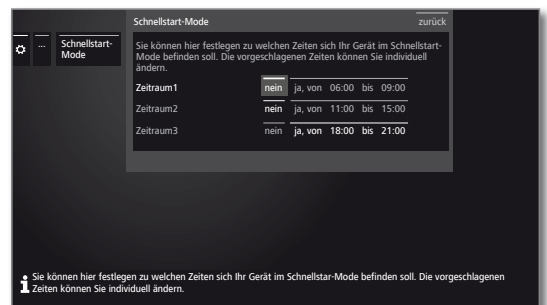 Schnellstart-Mode
zurück
...
Schnellstart-
Mode
Sie können hier festlegen zu welchen Zeiten sich Ihr Gerät im Schnellstart-
Mode befinden soll. Die vorgeschlagenen Zeiten können Sie individuell
ändern.
Zeitraum1 nein ja, von 06:00 bis 09:00
Zeitraum2 nein ja, von 11:00 bis 15:00
Zeitraum3 nein ja, von 18:00 bis 21:00
Sie können hier festlegen zu welchen Zeiten sich Ihr Gerät im Schnellstar-Mode befinden soll. Die vorgeschlagenen
Zeiten können Sie individuell ändern.